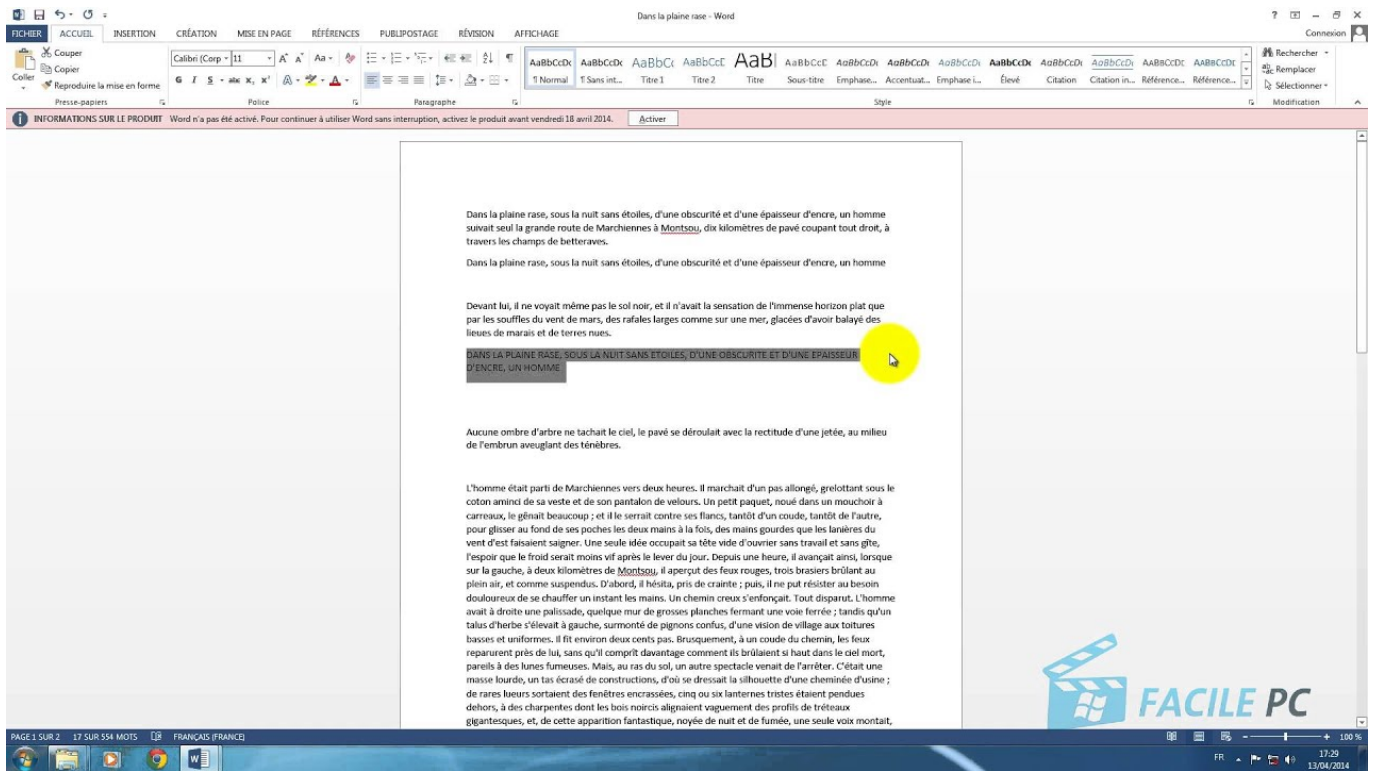 Dans la plaine rase - Word
FICHIER ACCUEIL INSERTION CRÉATION MISE EN PAGE RÉFÉRENCES PUBLIPOSTAGE RÉVISION AFFICHAGE Connexion
Coller
Couper
Copier
Reproduire la mise en forme
Presse-papiers
Calibri (Corp 11
G I S abc x, x'
Police
Paragraphe
AaBbCcDc AaBbCcDc AaBbC( AaBbCcE AaB AaBbCcE AaBbCcDt AaBbCcDt AaBbCcDt AaBbCcDc AaBbCcDt AaBbCcDt AABBCCDC AABBCCDC
¶ Normal ¶ Sans int... Titre 1 Titre 2 Titre Sous-titre Emphase... Accentuat... Emphase i... Élevé Citation Citation in... Référence... Référence...
Style
Rechercher
Remplacer
Sélectionner
Modification
INFORMATIONS SUR LE PRODUIT Word n'a pas été activé. Pour continuer à utiliser Word sans interruption, activez le produit avant vendredi 18 avril 2014. Activer
Dans la plaine rase, sous la nuit sans étoiles, d'une obscurité et d'une épaisseur d'encre, un homme
suivait seul la grande route de Marchiennes à Montsou, dix kilomètres de pavé coupant tout droit, à
travers les champs de betteraves.
Dans la plaine rase, sous la nuit sans étoiles, d'une obscurité et d'une épaisseur d'encre, un homme
Devant lui, il ne voyait même pas le sol noir, et il n'avait la sensation de l'immense horizon plat que
par les souffles du vent de mars, des rafales larges comme sur une mer, glacées d'avoir balayé des
lieues de marais et de terres nues.
DANS LA PLAINE RASE, SOUS LA NUIT SANS ETOILES, D'UNE OBSCURITE ET D'UNE EPAISSEUR
D'ENCRE, UN HOMME
Aucune ombre d'arbre ne tachait le ciel, le pavé se déroulait avec la rectitude d'une jetée, au milieu
de l'embrun aveuglant des ténèbres.
L'homme était parti de Marchiennes vers deux heures. Il marchait d'un pas allongé, grelottant sous le
coton aminci de sa veste et de son pantalon de velours. Un petit paquet, noué dans un mouchoir à
carreaux, le gênait beaucoup ; et il le serrait contre ses flancs, tantôt d'un coude, tantôt de l'autre,
pour glisser au fond de ses poches les deux mains à la fois, des mains gourdes que les lanières du
vent d'est faisaient saigner. Une seule idée occupait sa tête vide d'ouvrier sans travail et sans gîte,
l'espoir que le froid serait moins vif après le lever du jour. Depuis une heure, il avançait ainsi, lorsque
sur la gauche, à deux kilomètres de Montsou, il aperçut des feux rouges, trois brasiers brûlant au
plein air, et comme suspendus. D'abord, il hésita, pris de crainte ; puis, il ne put résister au besoin
douloureux de se chauffer un instant les mains. Un chemin creux s'enfonçait. Tout disparut. L'homme
avait à droite une palissade, quelque mur de grosses planches fermant une voie ferrée ; tandis qu'un
talus d'herbe s'élevait à gauche, surmonté de pignons confus, d'une vision de village aux toitures
basses et uniformes. Il fit environ deux cents pas. Brusquement, à un coude du chemin, les feux
reparurent près de lui, sans qu'il comprît davantage comment ils brûlaient si haut dans le ciel mort,
pareils à des lunes fumeuses. Mais, au ras du sol, un autre spectacle venait de l'arrêter. C'était une
masse lourde, un tas écrasé de constructions, d'où se dressait la silhouette d'une cheminée d'usine ;
de rares lueurs sortaient des fenêtres encrassées, cinq ou six lanternes tristes étaient pendues
dehors, à des charpentes dont les bois noircis alignaient vaguement des profils de tréteaux
gigantesques, et, de cette apparition fantastique, noyée de nuit et de fumée, une seule voix montait,
FACILE PC
PAGE 1 SUR 2 17 SUR 554 MOTS FRANÇAIS (FRANCE) 100 %
FR 17:29
13/04/2014